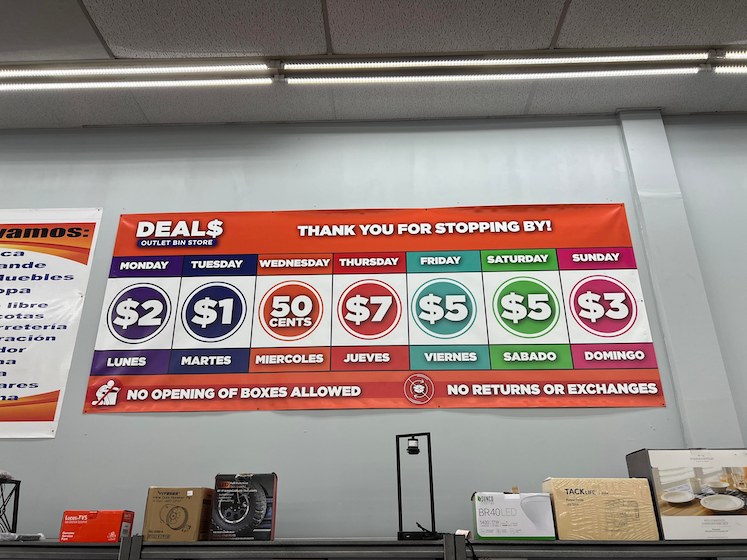 DEAL$
OUTLET BIN STORE
THANK YOU FOR STOPPING BY!
MONDAY TUESDAY WEDNESDAY THURSDAY FRIDAY SATURDAY SUNDAY
$2 $1 50 CENTS $7 $5 $5 $3
LUNES MARTES MIERCOLES JUEVES VIERNES SABADO DOMINGO
NO OPENING OF BOXES ALLOWED
NO RETURNS OR EXCHANGES
libre
BR40LED
TACKLIFE